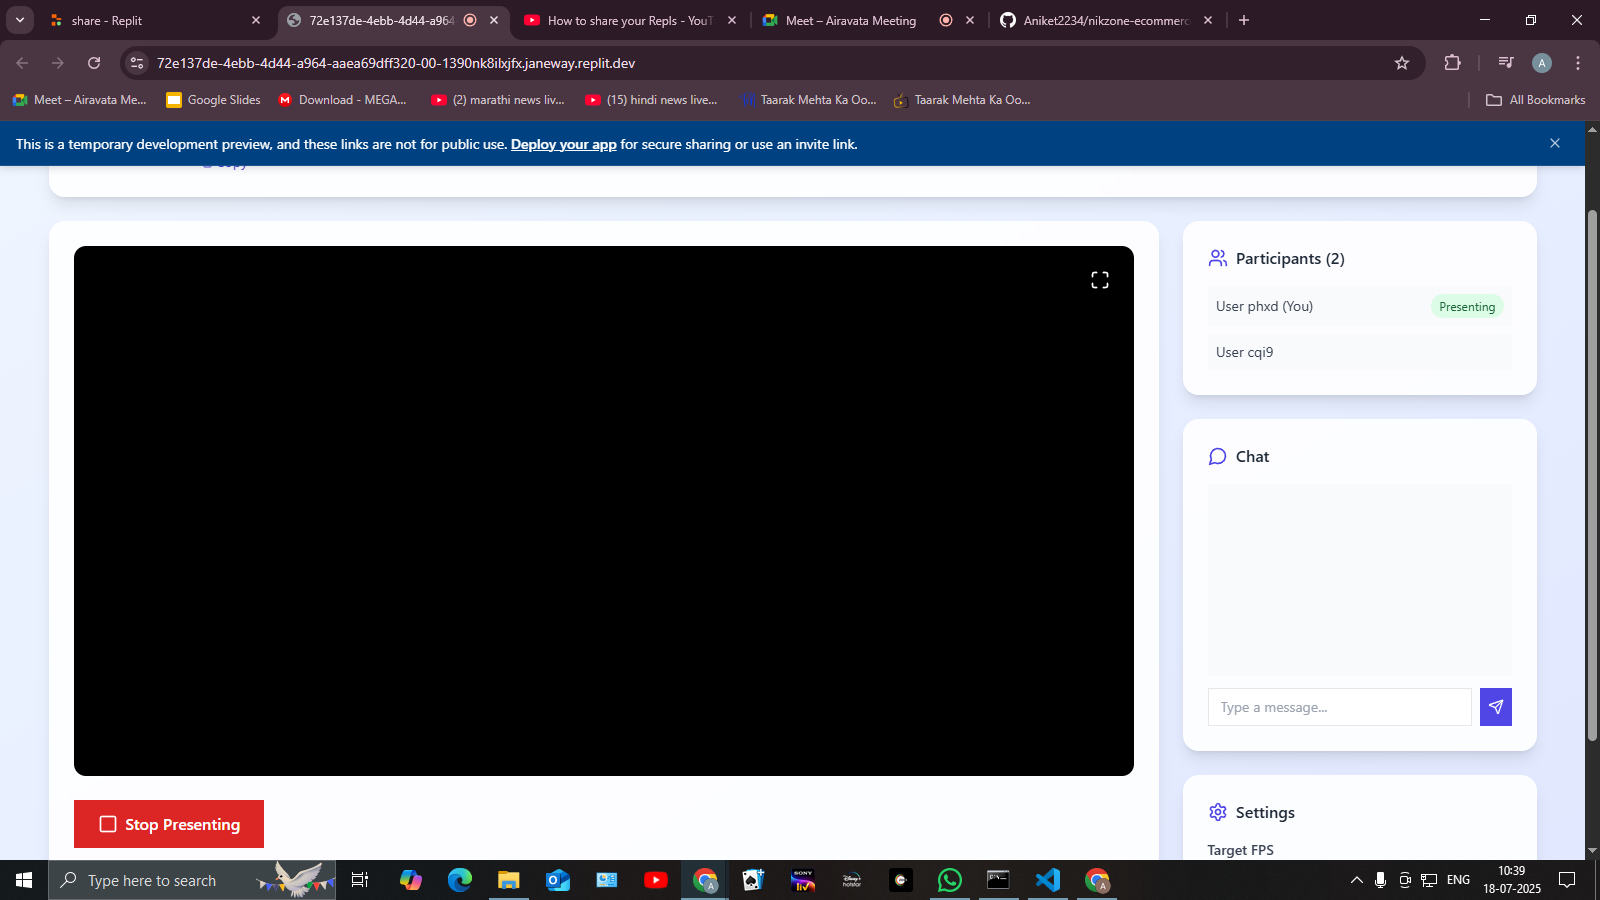 share - Replit
72e137de-4ebb-4d44-a964
How to share your Repls - YouT
Meet – Airavata Meeting
Aniket2234/nikzone-ecommerc
72e137de-4ebb-4d44-a964-aaea69dff320-00-1390nk8ilxjfx.janeway.replit.dev
A
Meet – Airavata Me...
Google Slides
Download - MEGA...
(2) marathi news liv...
(15) hindi news live...
Taarak Mehta Ka Oo...
Taarak Mehta Ka Oo...
All Bookmarks
This is a temporary development preview, and these links are not for public use. Deploy your app for secure sharing or use an invite link.
Copy
Participants (2)
User phxd (You)
Presenting
User cqi9
Chat
Type a message...
Stop Presenting
Settings
Target FPS
Type here to search
SONY
liv
hotstar
ENG
10:39
18-07-2025